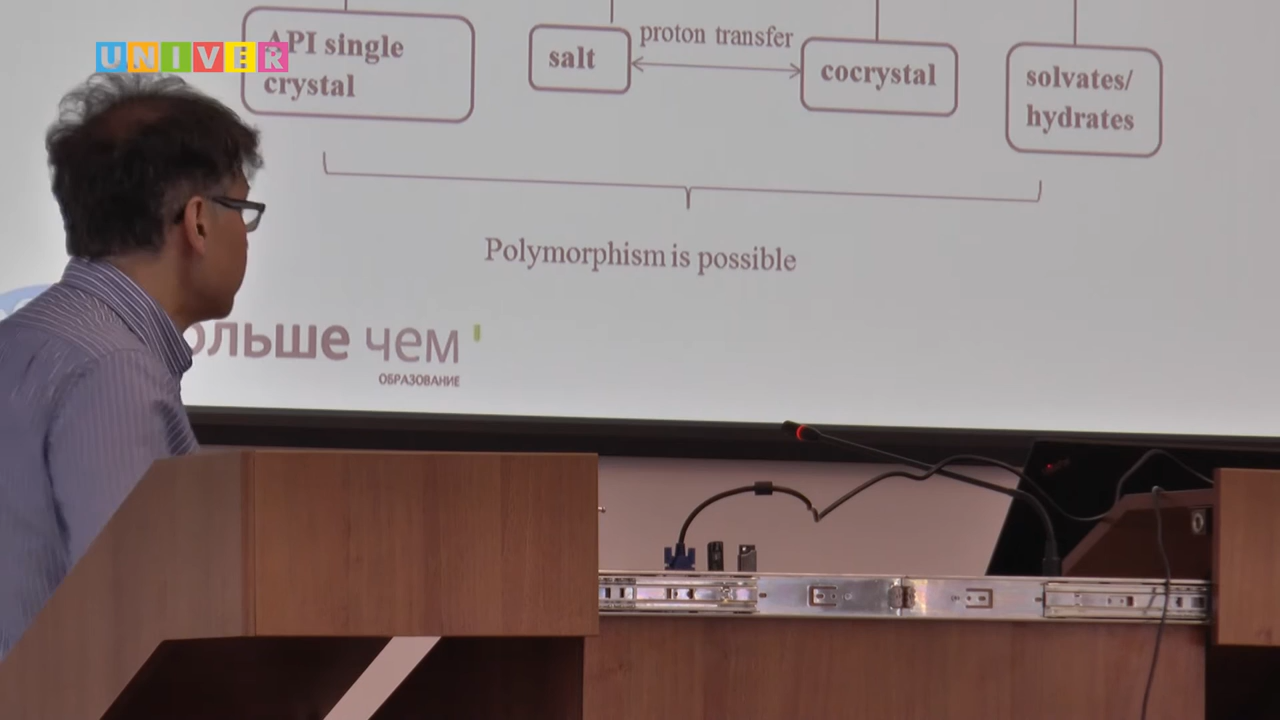 UNIVER
API single
crystal
salt
proton transfer
cocrystal
solvates/
hydrates
Polymorphism is possible
ольше чем
ОБРАЗОВАНИЕ